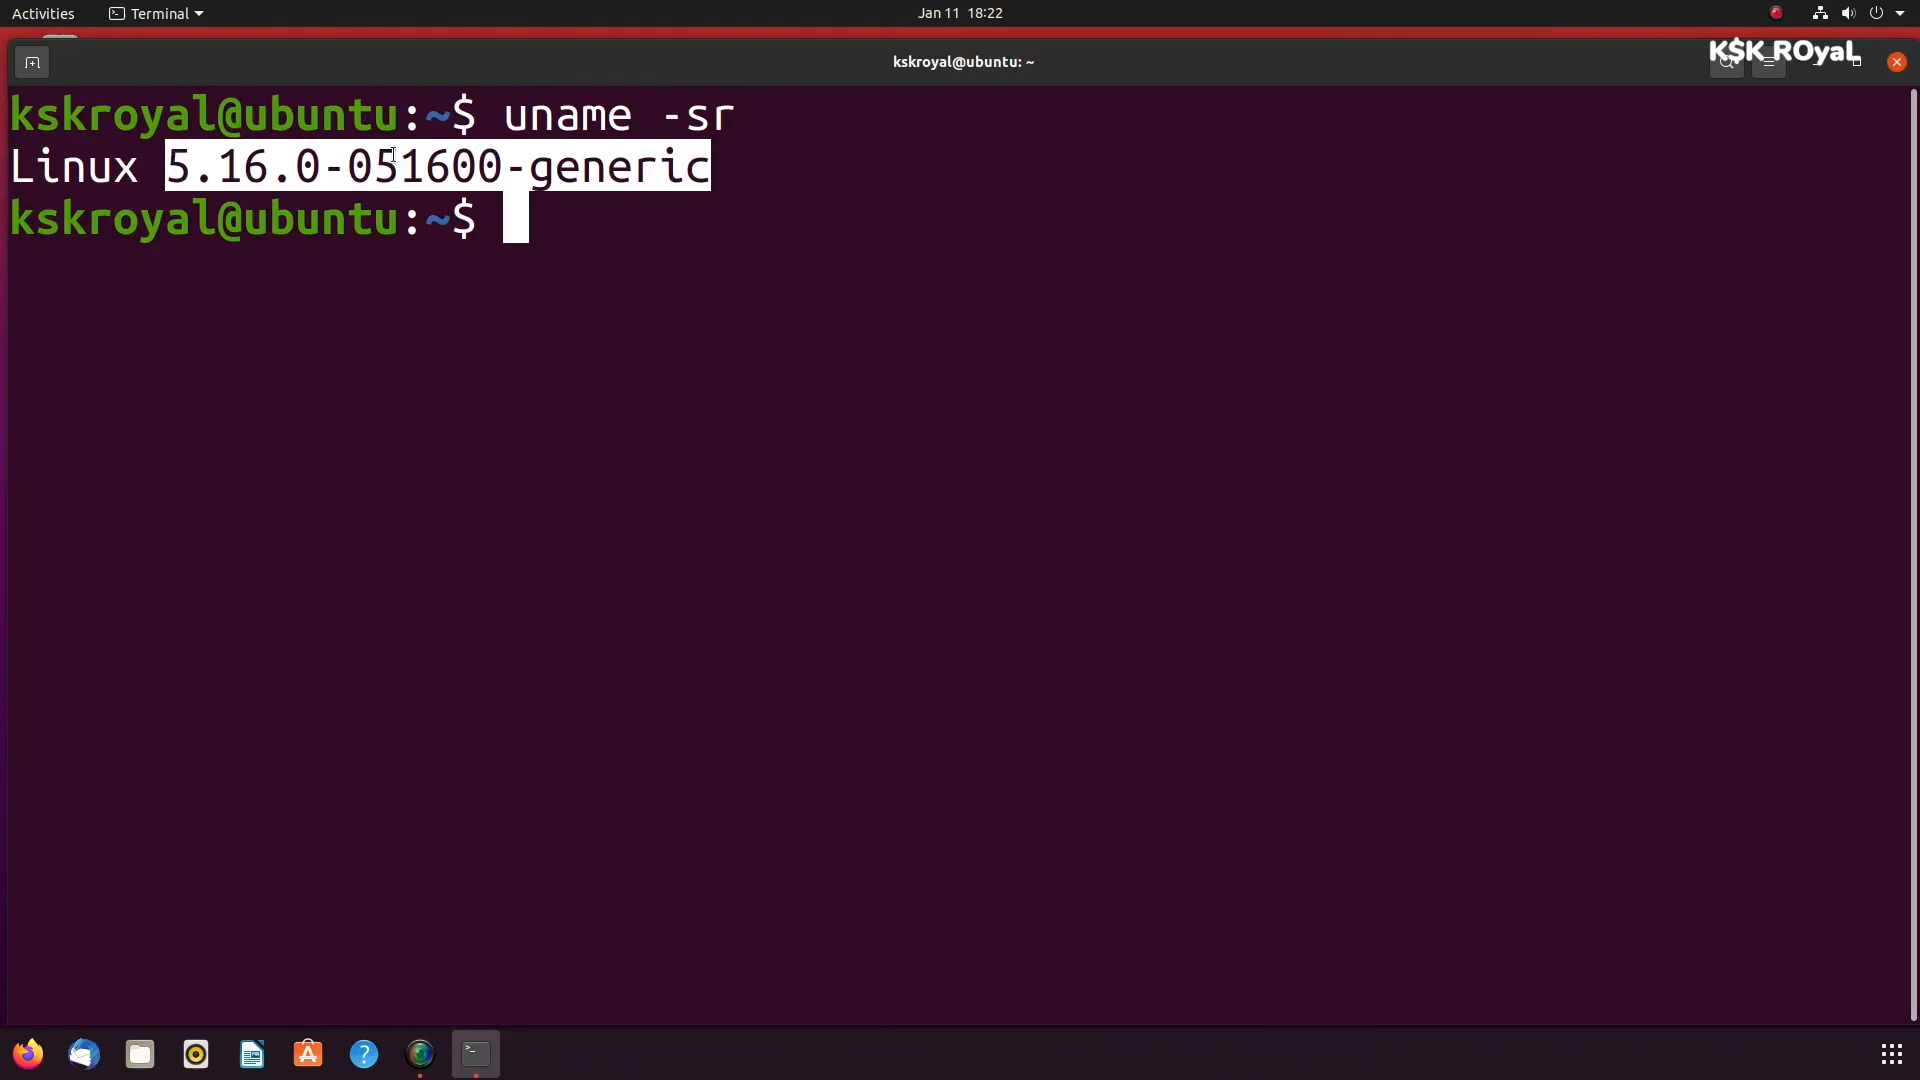 Activities Terminal Jan 11 18:22
K$K ROyaL
kskroyal@ubuntu: ~
kskroyal@ubuntu:~$ uname -sr
Linux 5.16.0-051600-generic
kskroyal@ubuntu:~$